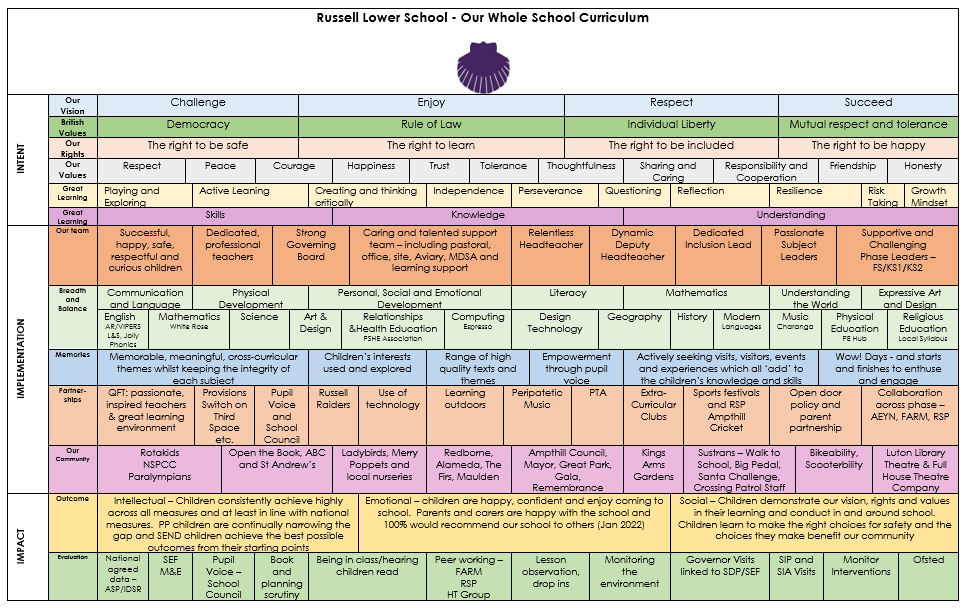 Russell Lower School - Our Whole School Curriculum
INTENT
Our Vision
Challenge
Enjoy
Respect
Succeed
British Values
Democracy
Rule of Law
Individual Liberty
Mutual respect and tolerance
Our Rights
The right to be safe
The right to learn
The right to be included
The right to be happy
Our Values
Respect
Peace
Courage
Happiness
Trust
Tolerance
Thoughtfulness
Sharing and
Caring
Responsibility and
Cooperation
Friendship
Honesty
Great Learning
Playing and
Exploring
Active Leaning
Creating and thinking
critically
Independence
Perseverance
Questioning
Reflection
Resilience
Risk
Taking
Growth
Mindset
Great Learning
Skills
Knowledge
Understanding
IMPLEMENTATION
Our team
Successful,
happy, safe,
respectful and
curious children
Dedicated,
professional
teachers
Strong
Governing
Board
Caring and talented support
team – including pastoral,
office, site, Aviary, MDSA and
learning support
Relentless
Headteacher
Dynamic
Deputy
Headteacher
Dedicated
Inclusion Lead
Passionate
Subject
Leaders
Supportive and
Challenging
Phase Leaders –
FS/KS1/KS2
Breadth
and
Balance
Communication
and Language
Physical
Development
Personal, Social and Emotional
Development
Literacy
Mathematics
Understanding
the World
Expressive Art
and Design
English
AR/VIPERS
L&S, Jolly
Phonics
Mathematics
White Rose
Science
Art &
Design
Relationships
&Health Education
PSHE Association
Computing
Espresso
Design
Technology
Geography
History
Modern
Languages
Music
Charanga
Physical
Education
PE Hub
Religious
Education
Local Syllabus
Memories
Memorable, meaningful, cross-curricular
themes whilst keeping the integrity of
each subject
Children's interests
used and explored
Range of high
quality texts and
themes
Empowerment
through pupil
voice
Actively seeking visits, visitors, events
and experiences which all 'add' to
the children's knowledge and skills
Wow! Days - and starts
and finishes to enthuse
and engage
Partner-
ships
QFT: passionate,
inspired teachers
& great learning
environment
Provisions
Switch on
Third
Space
etc.
Pupil
Voice
and
School
Council
Russell
Raiders
Use of
technology
Learning
outdoors
Peripatetic
Music
PTA
Extra-
Curricular
Clubs
Sports festivals
and RSP
Ampthill
Cricket
Open door
policy and
parent
partnership
Collaboration
across phase –
AEYN, FARM, RSP
Our
Community
Rotakids
NSPCC
Paralympians
Open the Book, ABC
and St Andrew's
Ladybirds, Merry
Poppets and
local nurseries
Redborne,
Alameda, The
Firs, Maulden
Ampthill Council,
Mayor, Great Park,
Gala,
Remembrance
Kings
Arms
Gardens
Sustrans – Walk to
School, Big Pedal,
Santa Challenge,
Crossing Patrol Staff
Bikeability,
Scooterbility
Luton Library
Theatre & Full
House Theatre
Company
IMPACT
Outcome
Intellectual – Children consistently achieve highly
across all measures and at least in line with national
measures. PP children are continually narrowing the
gap and SEND children achieve the best possible
outcomes from their starting points
Emotional – children are happy, confident and enjoy coming to
school. Parents and carers are happy with the school and
100% would recommend our school to others (Jan 2022)
Social – Children demonstrate our vision, rights and values
in their learning and conduct in and around school.
Children learn to make the right choices for safety and the
choices they make benefit our community
Evaluation
National
agreed
data –
ASP/IDSR
SEF
M&E
Pupil
Voice –
School
Council
Book
and
planning
scrutiny
Being in class/hearing
children read
Peer working –
FARM
RSP
HT Group
Lesson
observation,
drop ins
Monitoring
the
environment
Governor Visits
linked to SDP/SEF
SIP and
SIA Visits
Monitor
Interventions
Ofsted